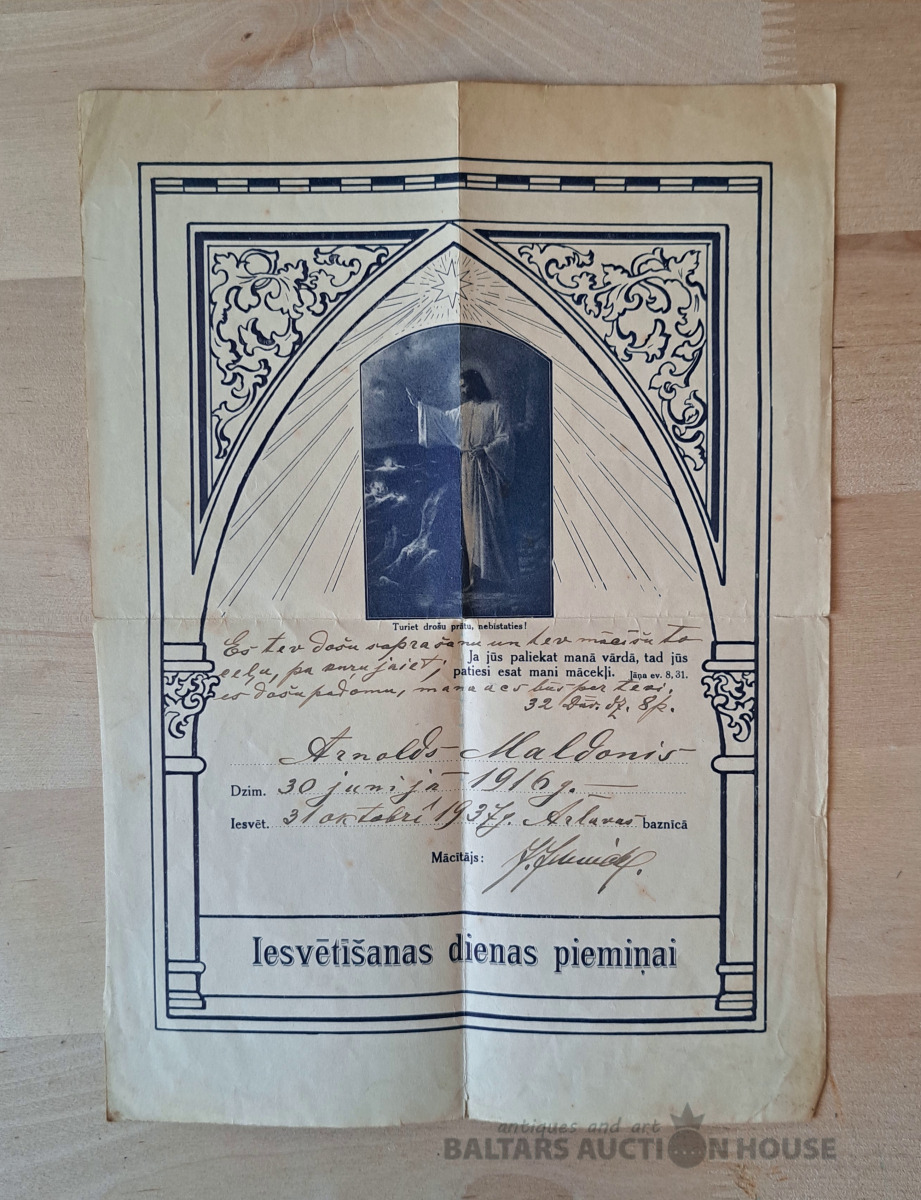 Turiet drošu prātu, nebīstaties!
Es tev došu saprašanu un tev mācīšu to
ceļu, pa kuŗu jāiet;
Ja jūs paliekat manā vārdā, tad jūs
patiesi esat mani mācekļi. Jāņa ev. 8, 31.
es došu padomu, mana acs būs par tevi.
32 Dāv. dz. 8 p.
Arnolds Maldonis
Dzim. 30 junijā 1916 g.
Iesvēt. 31 oktobrī 1937 g. baznīcā
Mācītājs:
Iesvētīšanas dienas piemiņai
antiques and art
BALTARS AUCTION HOUSE